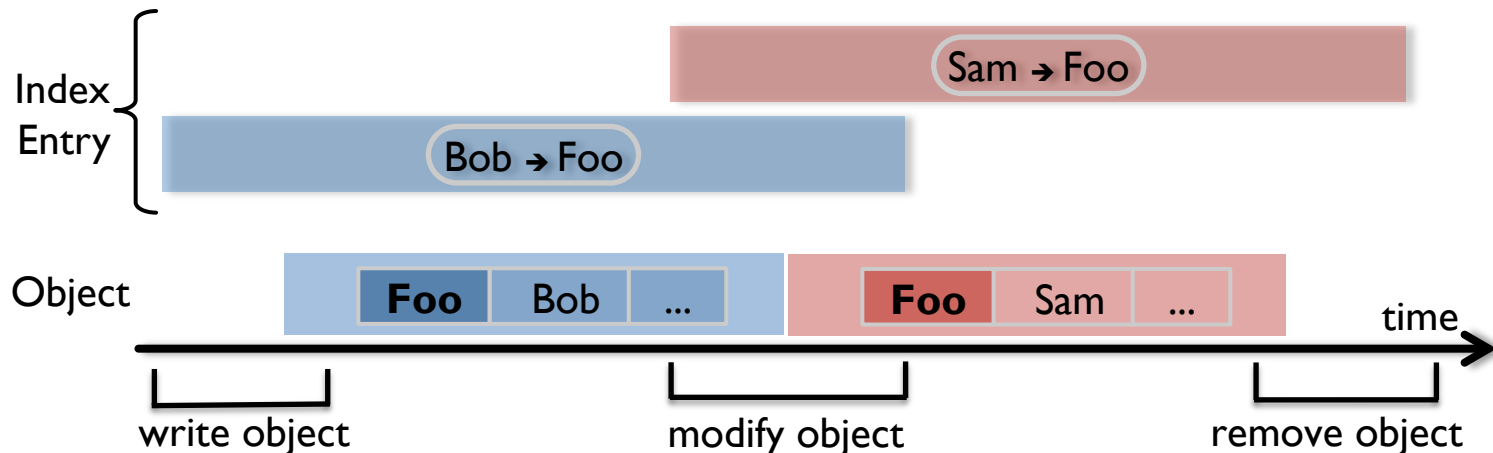 Index
Entry
Sam ➔ Foo
Bob ➔ Foo
Object
Foo Bob ...
Foo Sam ...
time
write object
modify object
remove object